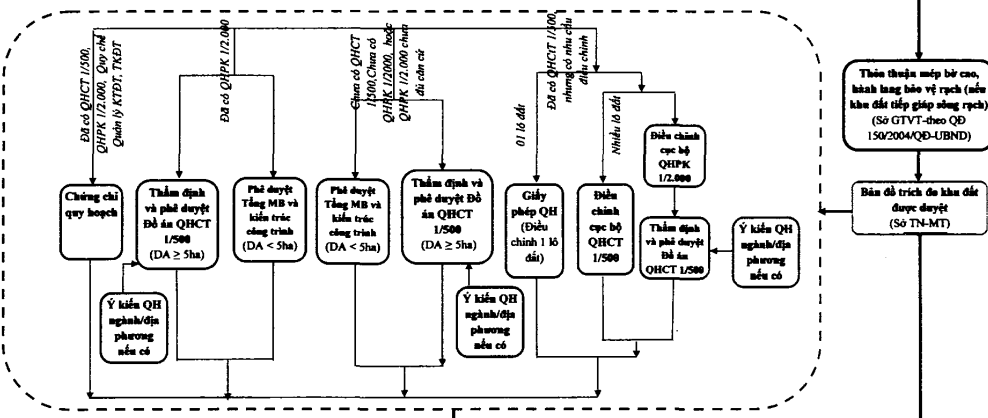 Đã có QHCT 1/500,
QHPK 1/2.000, Quy chế
Quản lý KTĐT, TKĐT
Đã có QHPK 1/2.000
Chưa có QHCT
1/500,Chưa có
QHPK 1/2000, hoặc
QHPK 1/2.000 chưa
đủ căn cứ
Đã có QHCtT 1/500,
nhưng có nhu cầu
điều chỉnh
01 lô đất
Nhiều lô đất
Chứng chỉ
quy hoạch
Thẩm định
và phê duyệt
Đồ án QHCT
1/500
(DA ≥ 5ha)
Phê duyệt
Tổng MB và
kiến trúc
công trình
(DA < 5ha)
Phê duyệt
Tổng MB và
kiến trúc
công trình
(DA < 5ha)
Thẩm định và
phê duyệt Đồ
án QHCT
1/500
(DA ≥ 5ha)
Giấy
phép QH
(Điều
chỉnh 1 lô
đất)
Điều
chỉnh
cục bộ
QHCT
1/500
Điều chỉnh
cục bộ
QHPK
1/2.000
Thẩm định
và phê duyệt
Đồ án
QHCT 1/500
Ý kiến QH
ngành/địa
phương
nếu có
Ý kiến QH
ngành/địa
phương
nếu có
Ý kiến QH
ngành/địa
phương
nếu có
Thỏa thuận mép bờ cao,
hành lang bảo vệ rạch (nếu
khu đất tiếp giáp sông rạch)
(Sở GTVT-theo QĐ
150/2004/QĐ-UBND)
Bản đồ trích đo khu đất
được duyệt
(Sở TN-MT)